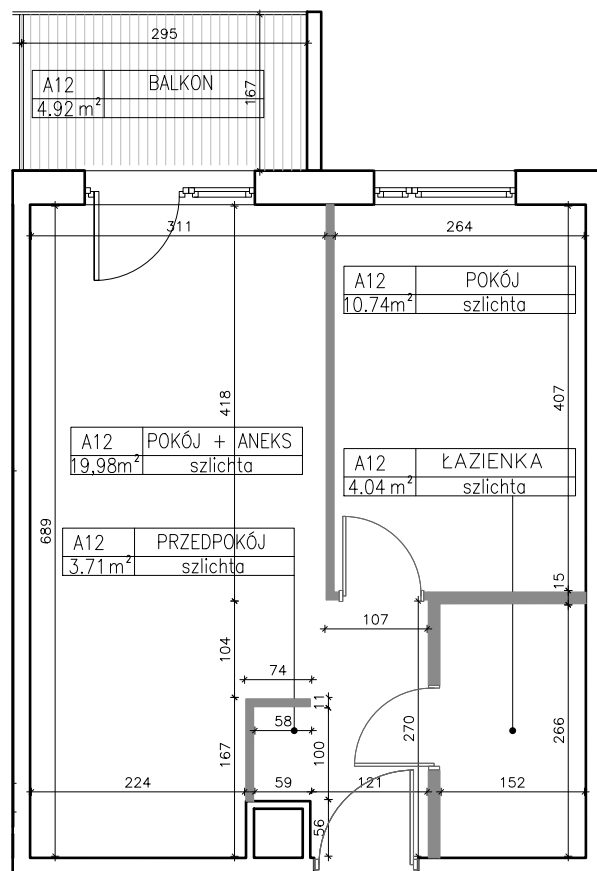 295
A12 BALKON
4.92 m²
167
311
264
A12 POKÓJ
10.74m² szlichta
418
407
A12 POKÓJ + ANEKS
19,98m² szlichta
A12 ŁAZIENKA
4.04 m² szlichta
689
A12 PRZEDPOKÓJ
3.71 m² szlichta
15
107
104
74
11
58
270
266
167
100
224
59
121
152
56